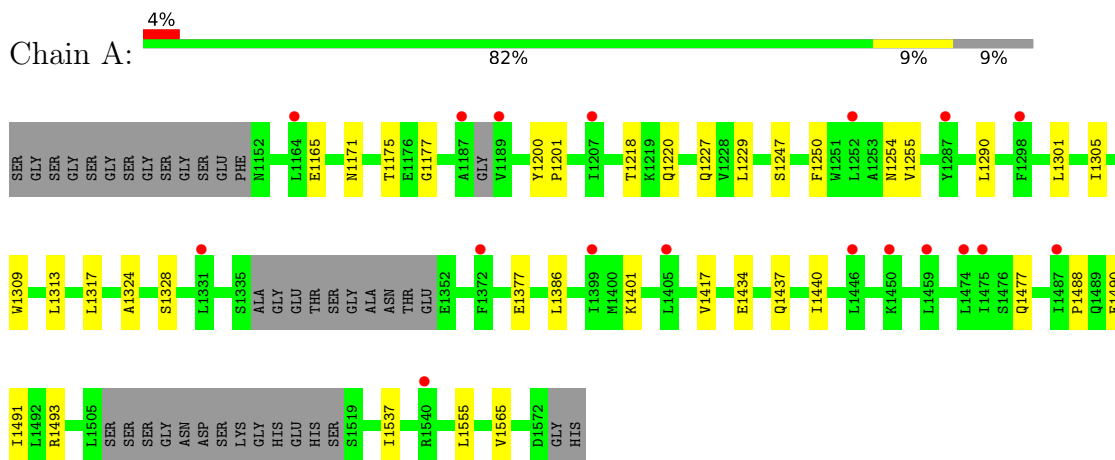 4%
Chain A:
82% 9% 9%
SER GLY SER GLY SER GLY SER GLY SER GLY SER GLU PHE N1152 L1164 E1165 N1171 T1175 E1176 G1177 A1187 GLY V1189 Y1200 P1201 I1207 T1218 K1219 Q1220 Q1227 V1228 L1229 S1247 F1250 W1251 L1252 A1253 N1254 V1255 Y1287 L1290 F1298 L1301 I1305
W1309 L1313 L1317 A1324 S1328 L1331 S1335 ALA GLY GLU THR SER GLY ALA ASN THR GLU E1352 F1372 E1377 L1386 I1399 M1400 K1401 L1405 V1417 E1434 Q1437 I1440 L1446 K1450 L1459 L1474 I1475 S1476 Q1477 I1487 P1488 Q1489
I1491 L1492 R1493 L1505 SER SER SER GLY ASN ASP SER LYS GLY HIS GLU HIS SER S1519 I1537 R1540 L1555 V1565 D1572 GLY HIS